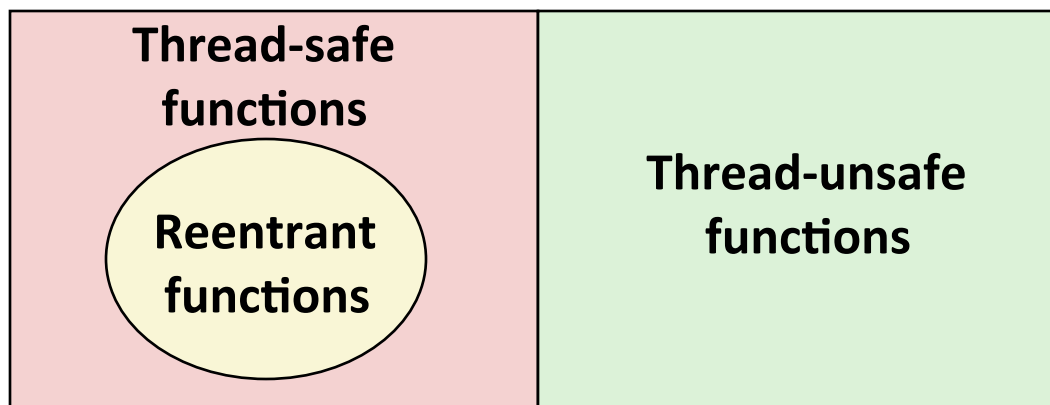 Thread-safe
functions
Reentrant
functions
Thread-unsafe
functions